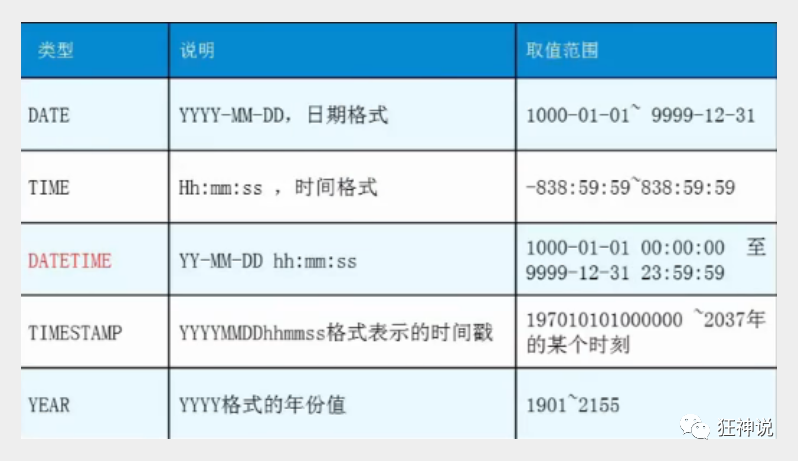 类型 说明 取值范围
DATE YYYY-MM-DD，日期格式 1000-01-01~ 9999-12-31
TIME Hh:mm:ss ，时间格式 -838:59:59~838:59:59
DATETIME YY-MM-DD hh:mm:ss 1000-01-01 00:00:00 至
9999-12-31 23:59:59
TIMESTAMP YYYYMMDDhhmmss格式表示的时间戳 197010101000000 ~2037年
的某个时刻
YEAR YYYY格式的年份值 1901~2155
狂神说